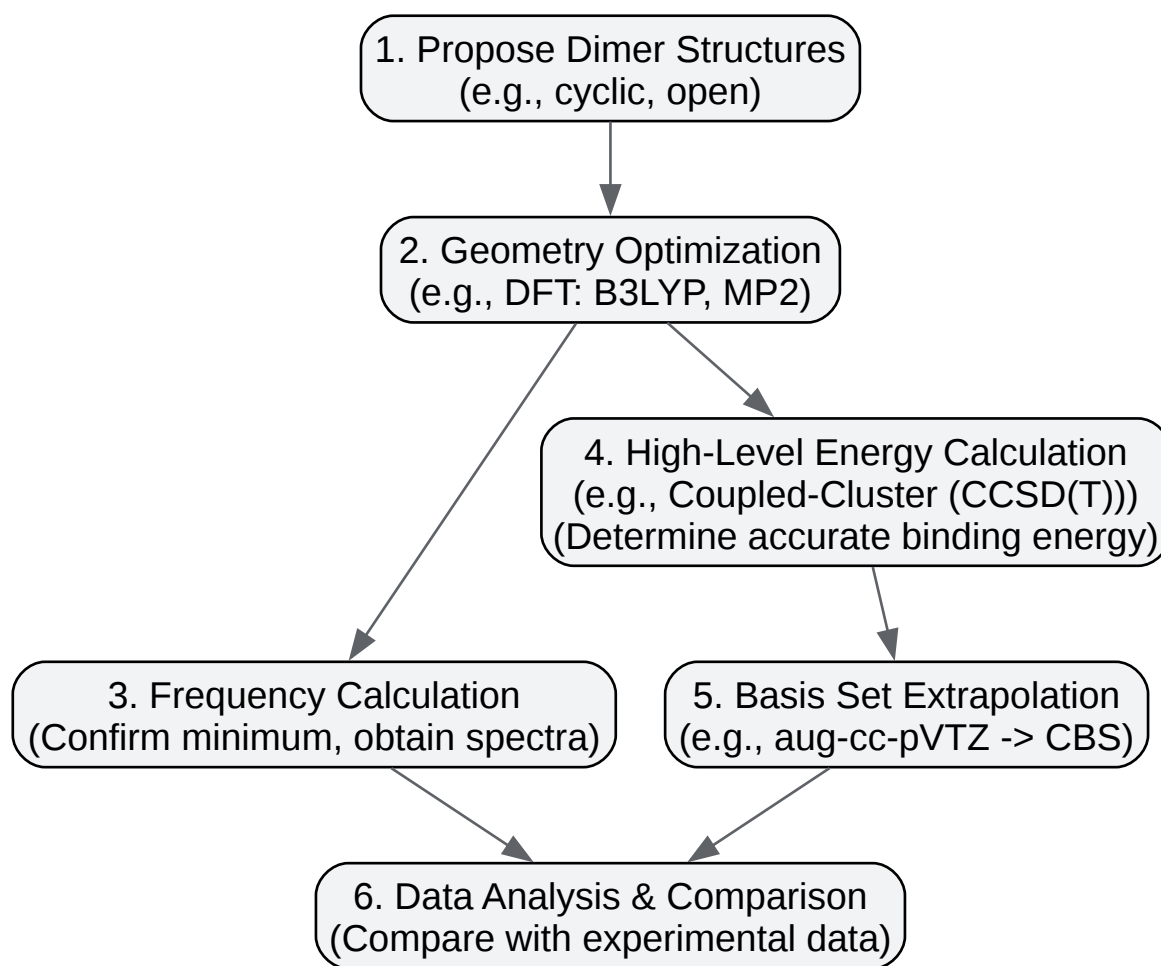 1. Propose Dimer Structures
(e.g., cyclic, open)
2. Geometry Optimization
(e.g., DFT: B3LYP, MP2)
4. High-Level Energy Calculation
(e.g., Coupled-Cluster (CCSD(T)))
(Determine accurate binding energy)
3. Frequency Calculation
(Confirm minimum, obtain spectra)
5. Basis Set Extrapolation
(e.g., aug-cc-pVTZ -> CBS)
6. Data Analysis & Comparison
(Compare with experimental data)